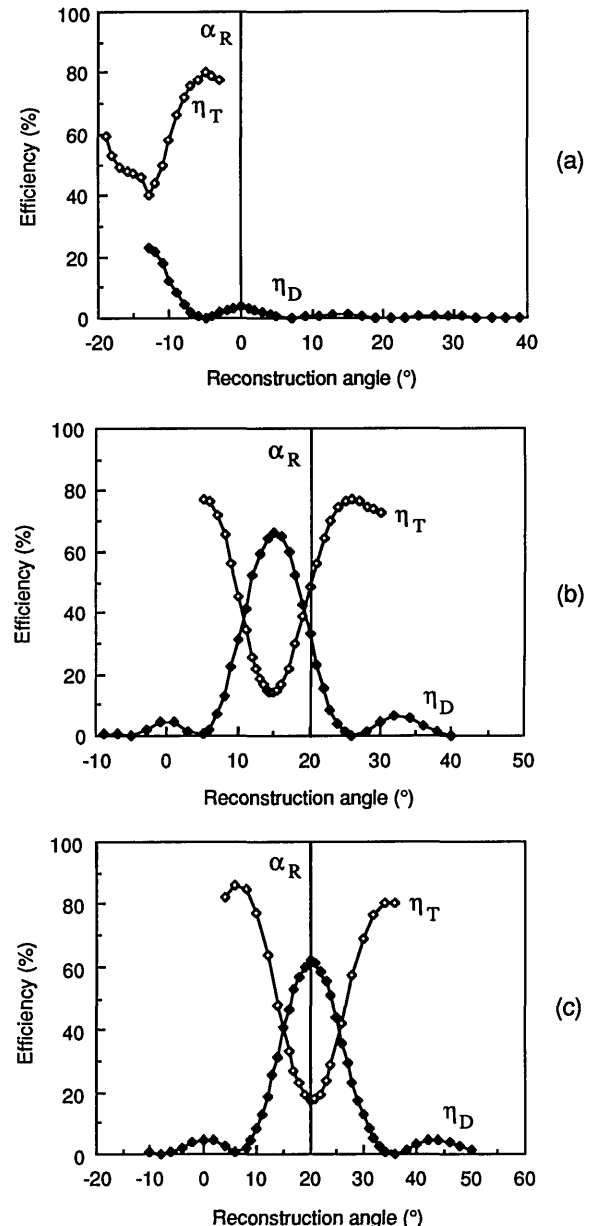 100
α_R
80
η_T
60
40
20
η_D
0
-20 -10 0 10 20 30 40
Efficiency (%)
Reconstruction angle (°)
(a)
100
α_R
80
η_T
60
40
20
η_D
0
-10 0 10 20 30 40 50
Efficiency (%)
Reconstruction angle (°)
(b)
100
α_R
80
η_T
60
40
20
η_D
0
-20 -10 0 10 20 30 40 50 60
Efficiency (%)
Reconstruction angle (°)
(c)